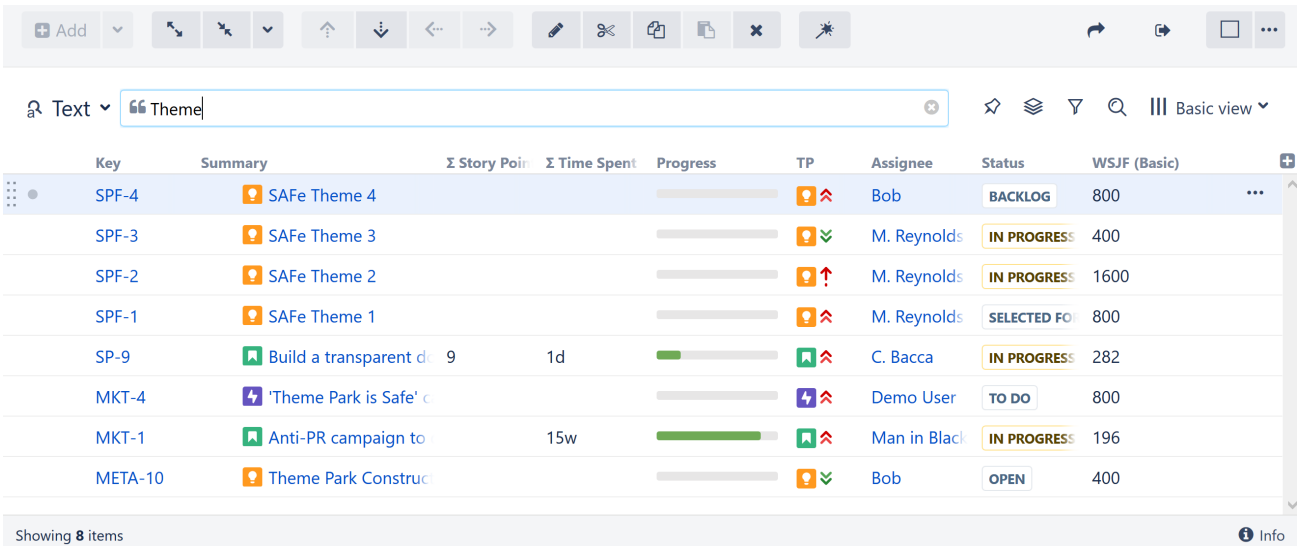 Add
Text Theme Basic view
Key Summary Σ Story Poin Σ Time Spent Progress TP Assignee Status WSJF (Basic)
SPF-4 SAFe Theme 4 Bob BACKLOG 800
SPF-3 SAFe Theme 3 M. Reynolds IN PROGRESS 400
SPF-2 SAFe Theme 2 M. Reynolds IN PROGRESS 1600
SPF-1 SAFe Theme 1 M. Reynolds SELECTED FO 800
SP-9 Build a transparent d 9 1d C. Bacca IN PROGRESS 282
MKT-4 'Theme Park is Safe' Demo User TO DO 800
MKT-1 Anti-PR campaign to 15w Man in Blac IN PROGRESS 196
META-10 Theme Park Construc Bob OPEN 400
Showing 8 items Info